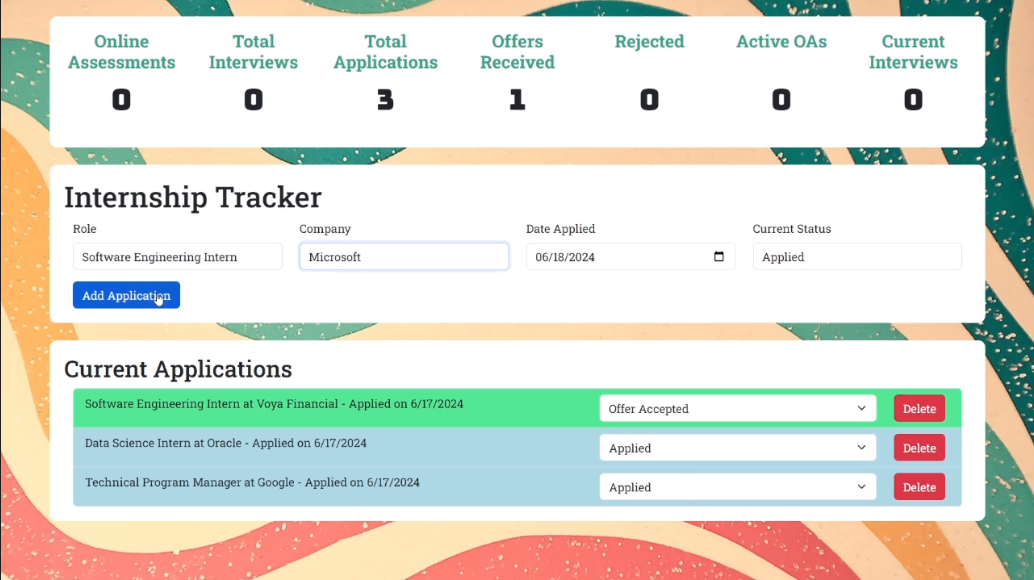 Online Assessments
Total Interviews
Total Applications
Offers Received
Rejected
Active OAs
Current Interviews
0
0
3
1
0
0
0
Internship Tracker
Role
Company
Date Applied
Current Status
Software Engineering Intern
Microsoft
06/18/2024
Applied
Add Application
Current Applications
Software Engineering Intern at Voya Financial - Applied on 6/17/2024
Offer Accepted
Delete
Data Science Intern at Oracle - Applied on 6/17/2024
Applied
Delete
Technical Program Manager at Google - Applied on 6/17/2024
Applied
Delete